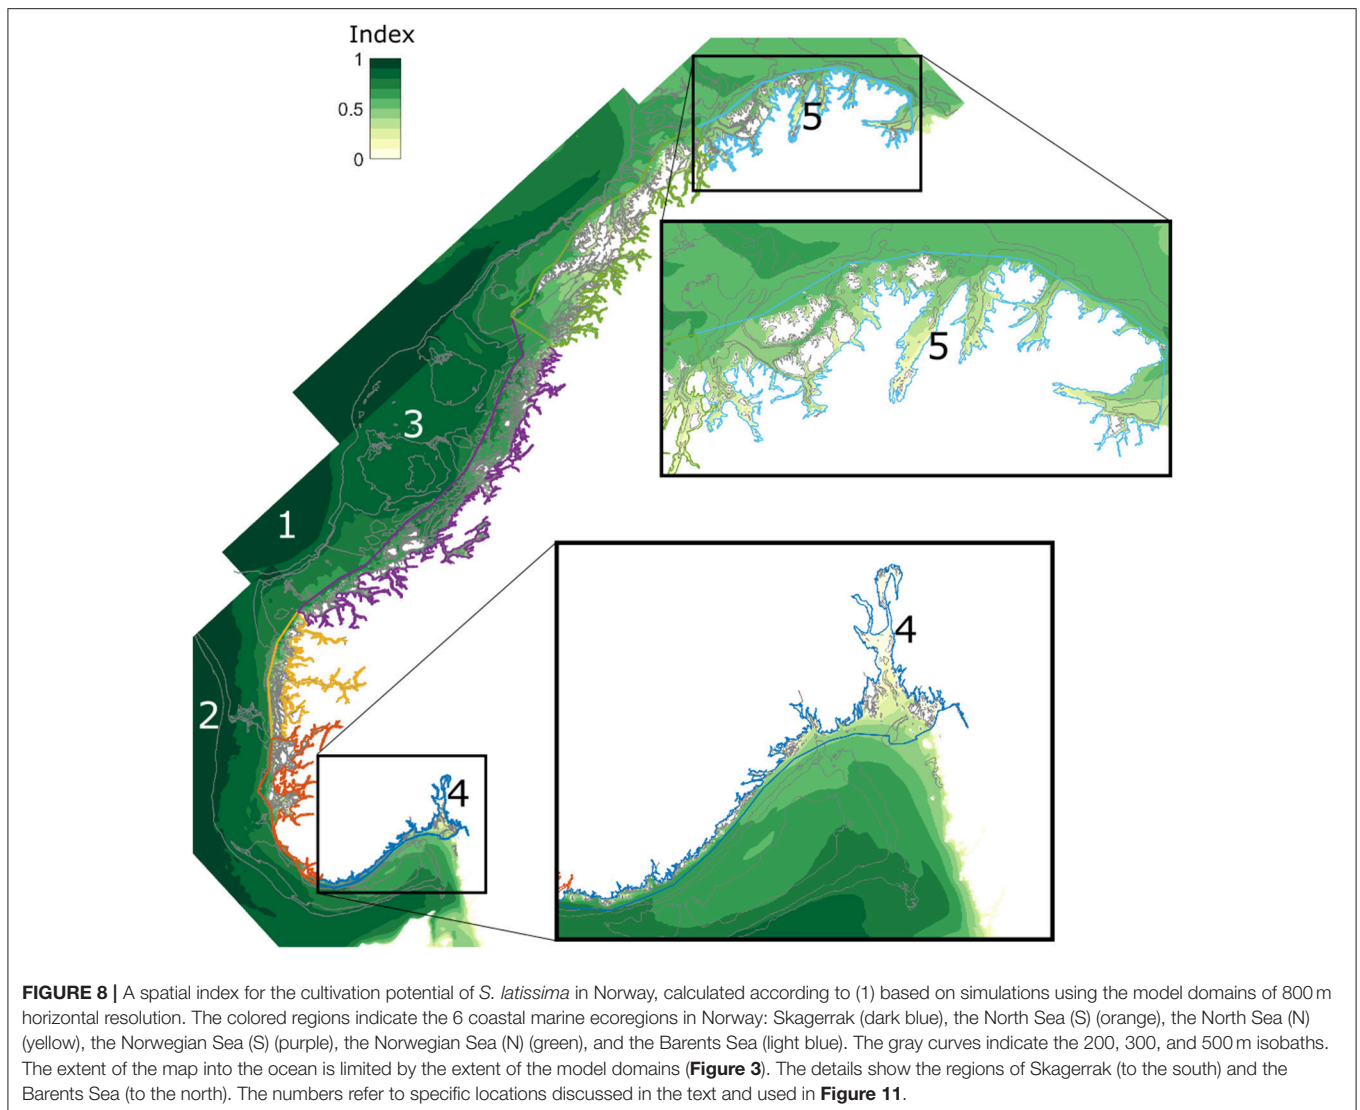 Index
1
0.5
0
5
5
3
1
4
2
4
FIGURE 8 | A spatial index for the cultivation potential of S. latissima in Norway, calculated according to (1) based on simulations using the model domains of 800 m
horizontal resolution. The colored regions indicate the 6 coastal marine ecoregions in Norway: Skagerrak (dark blue), the North Sea (S) (orange), the North Sea (N)
(yellow), the Norwegian Sea (S) (purple), the Norwegian Sea (N) (green), and the Barents Sea (light blue). The gray curves indicate the 200, 300, and 500 m isobaths.
The extent of the map into the ocean is limited by the extent of the model domains (Figure 3). The details show the regions of Skagerrak (to the south) and the
Barents Sea (to the north). The numbers refer to specific locations discussed in the text and used in Figure 11.